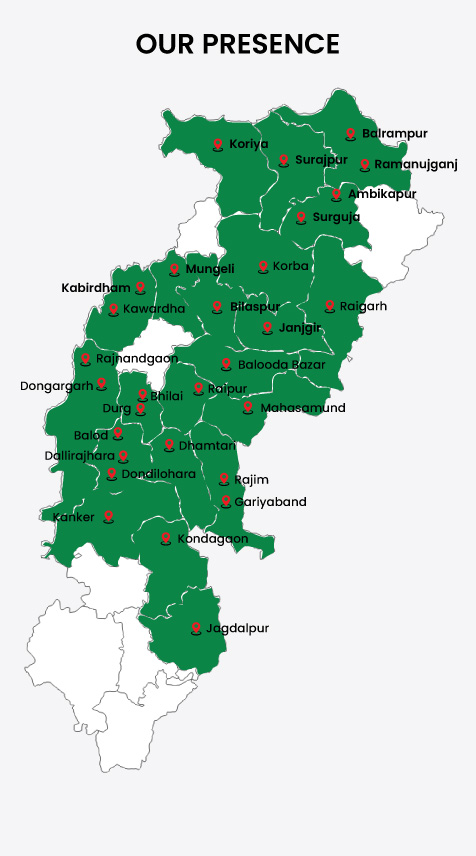 OUR PRESENCE
Balrampur
Koriya
Surajpur
Ramanujganj
Ambikapur
Surguja
Mungeli
Korba
Kabirdham
Kawardha
Bilaspur
Raigarh
Janjgir
Rajnandgaon
Balooda Bazar
Dongargarh
Bhilai
Raipur
Durg
Mahasamund
Balod
Dhamtari
Dallirajhara
Dondilohara
Rajim
Gariyaband
Kanker
Kondagaon
Jagdalpur